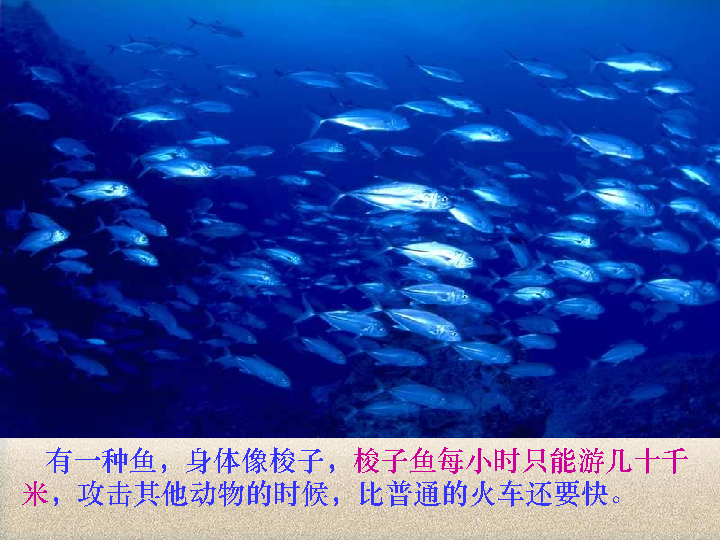 有一种鱼，身体像梭子，梭子鱼每小时只能游几十千
米，攻击其他动物的时候，比普通的火车还要快。